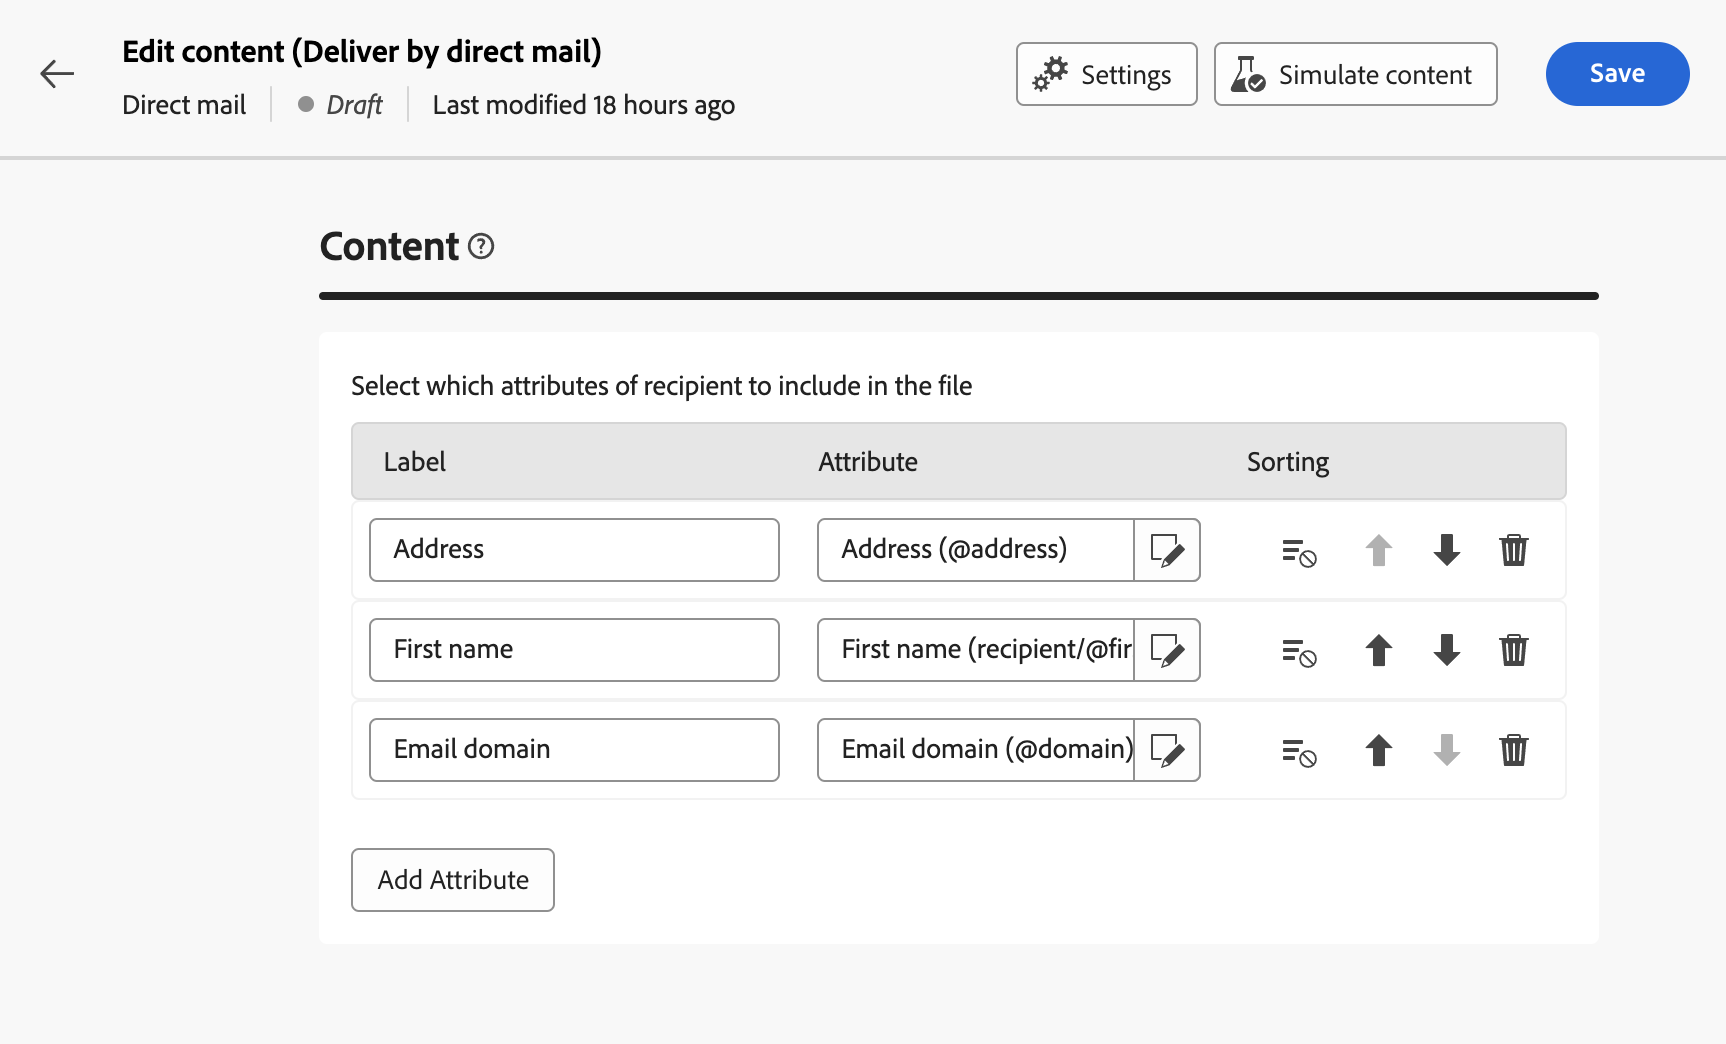 Edit content (Deliver by direct mail)
Direct mail
Draft
Last modified 18 hours ago
Settings
Simulate content
Save
Content
Select which attributes of recipient to include in the file
Label Attribute Sorting
Address Address (@address)
First name First name (recipient/@fir
Email domain Email domain (@domain)
Add Attribute